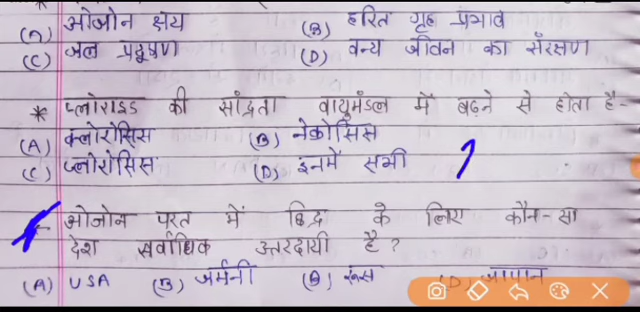 (A) ओजोन क्षय (B) हरित गृह प्रभाव
(C) जल प्रदूषण (D) वन्य जीवन का संरक्षण
* फ्लोराइड की सांद्रता वायुमंडल में बढ़ने से होता है-
(A) क्लोरोसिस (B) नेक्रोसिस
(C) फ्लोरोसिस (D) इनमें सभी
ओजोन परत में छिद्र के लिए कौन-सा
देश सर्वाधिक उत्तरदायी है ?
(A) USA (B) जर्मनी (C) रूस (D) जापान